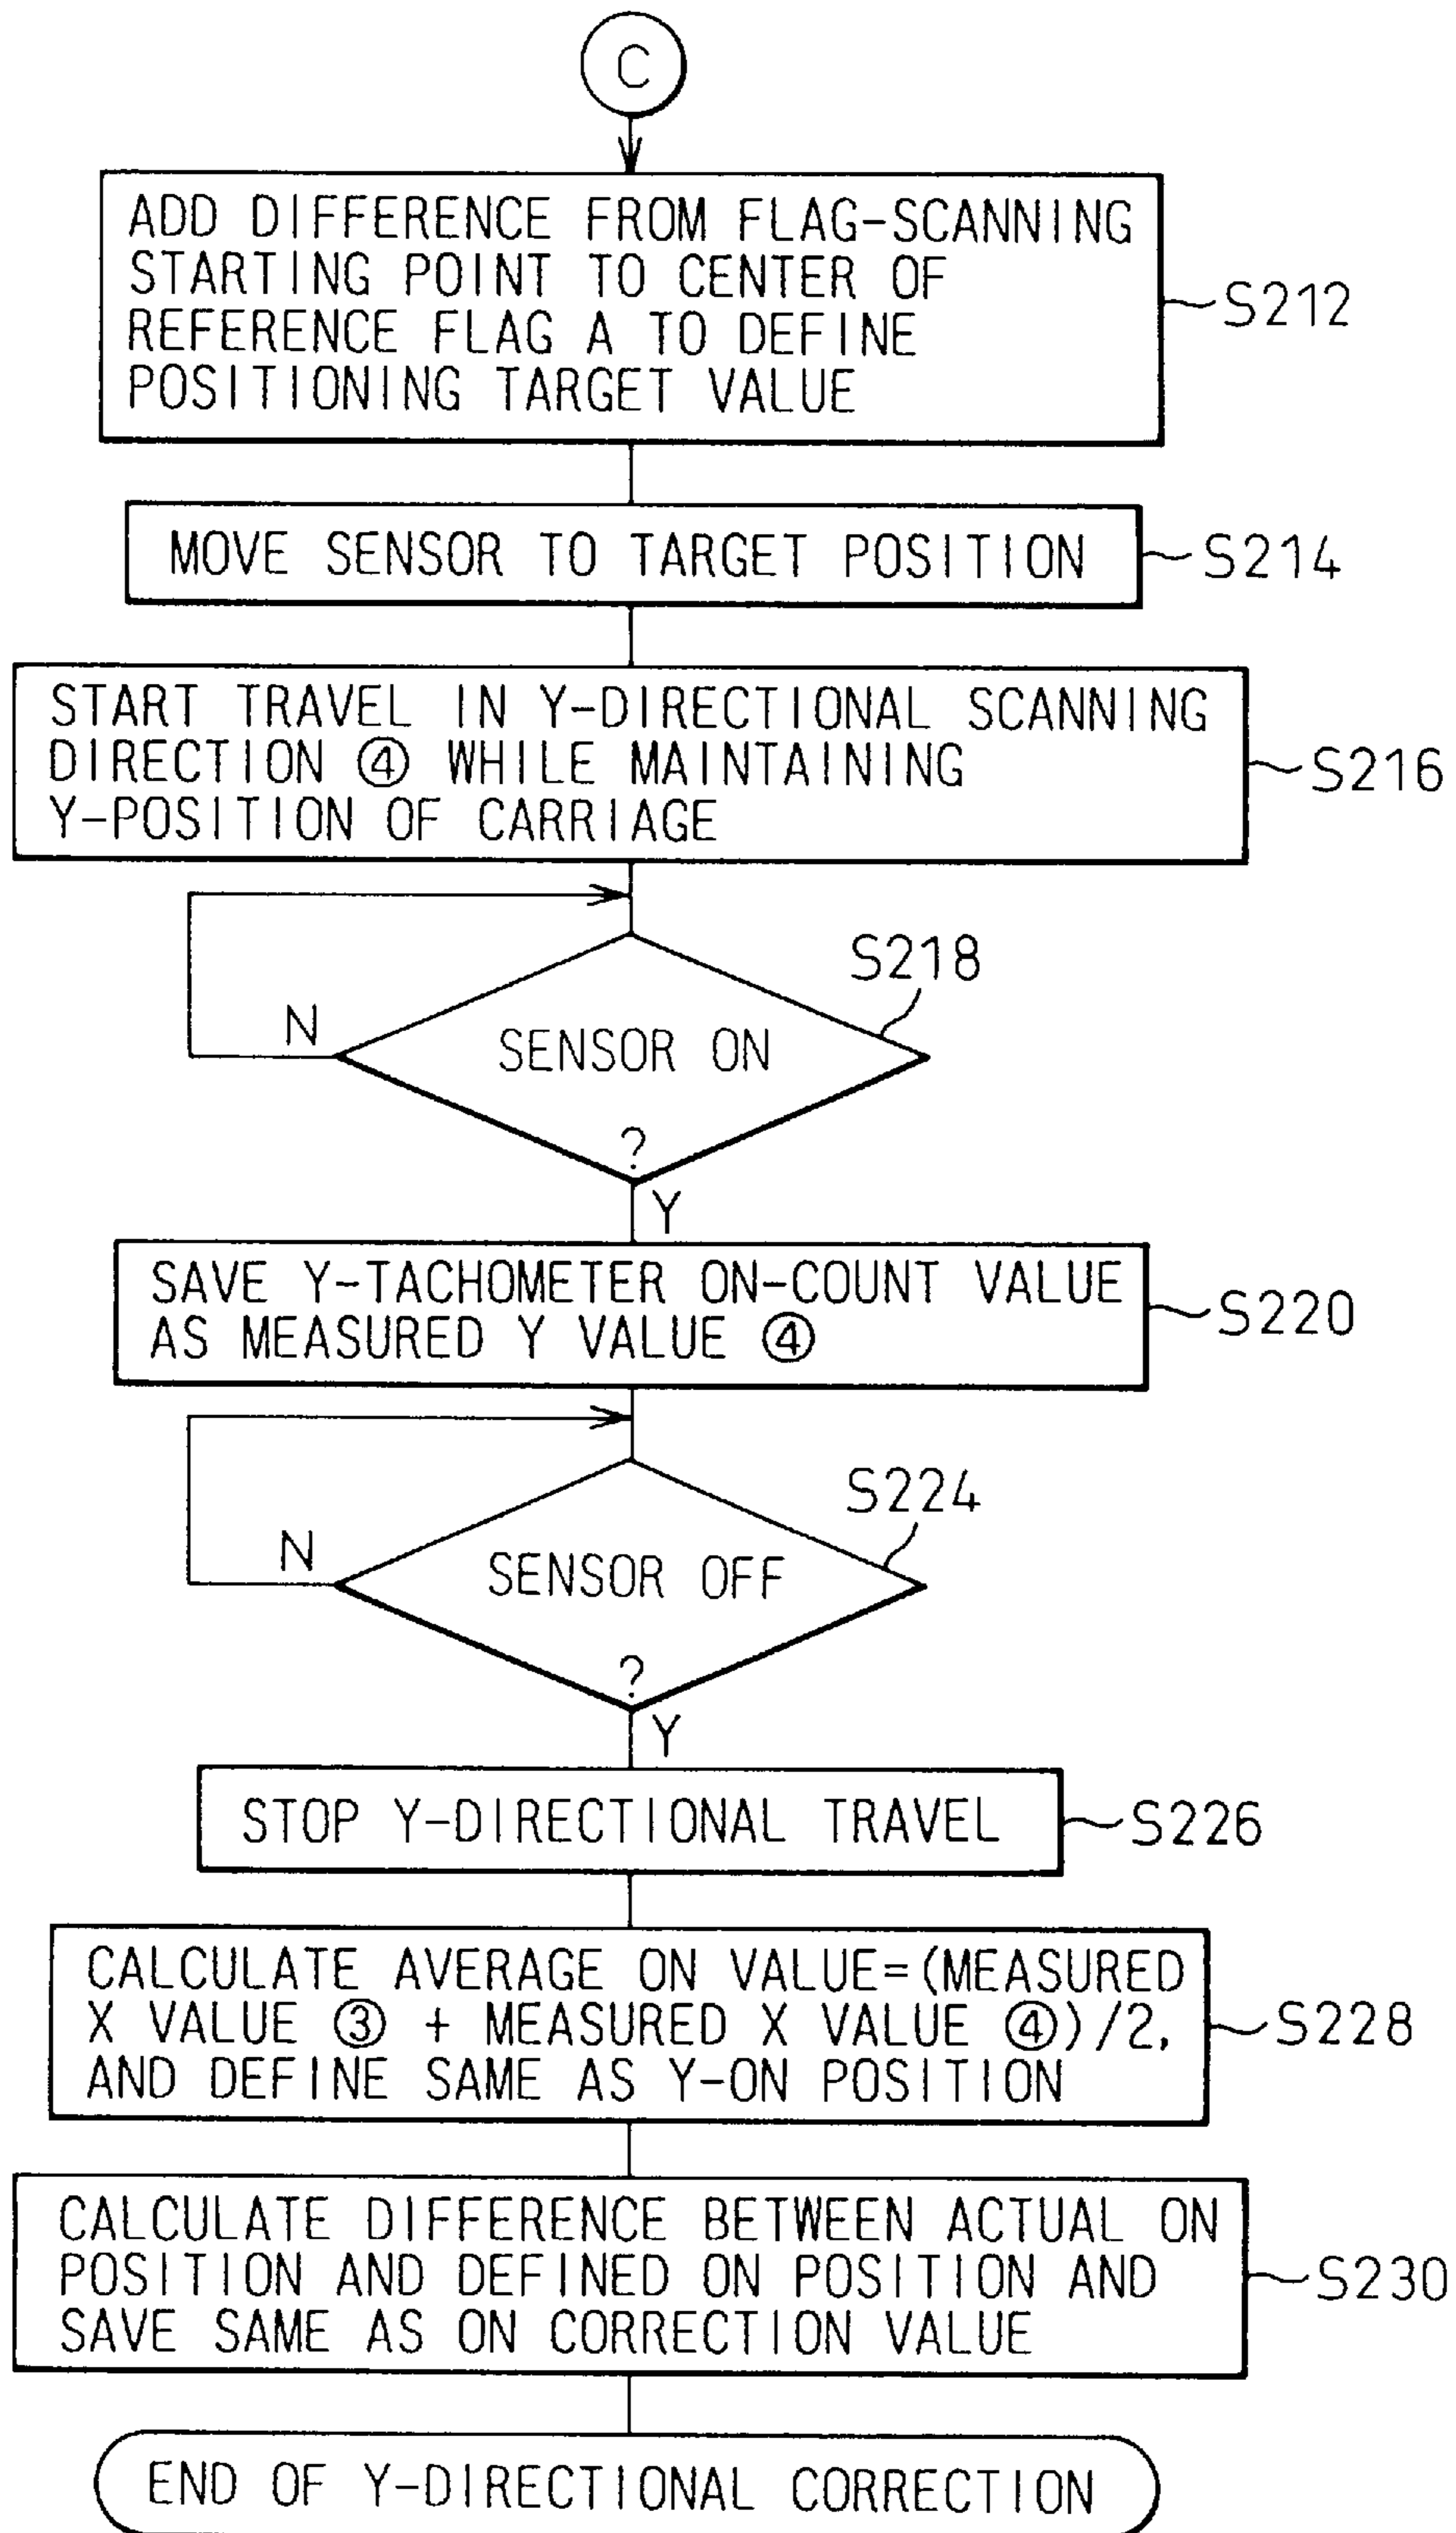 C
ADD DIFFERENCE FROM FLAG-SCANNING
STARTING POINT TO CENTER OF
REFERENCE FLAG A TO DEFINE
POSITIONING TARGET VALUE
S212
MOVE SENSOR TO TARGET POSITION
S214
START TRAVEL IN Y-DIRECTIONAL SCANNING
DIRECTION ④ WHILE MAINTAINING
Y-POSITION OF CARRIAGE
S216
S218
N
SENSOR ON
?
Y
SAVE Y-TACHOMETER ON-COUNT VALUE
AS MEASURED Y VALUE ④
S220
S224
N
SENSOR OFF
?
Y
STOP Y-DIRECTIONAL TRAVEL
S226
CALCULATE AVERAGE ON VALUE=(MEASURED
X VALUE ③ + MEASURED X VALUE ④)/2,
AND DEFINE SAME AS Y-ON POSITION
S228
CALCULATE DIFFERENCE BETWEEN ACTUAL ON
POSITION AND DEFINED ON POSITION AND
SAVE SAME AS ON CORRECTION VALUE
S230
END OF Y-DIRECTIONAL CORRECTION